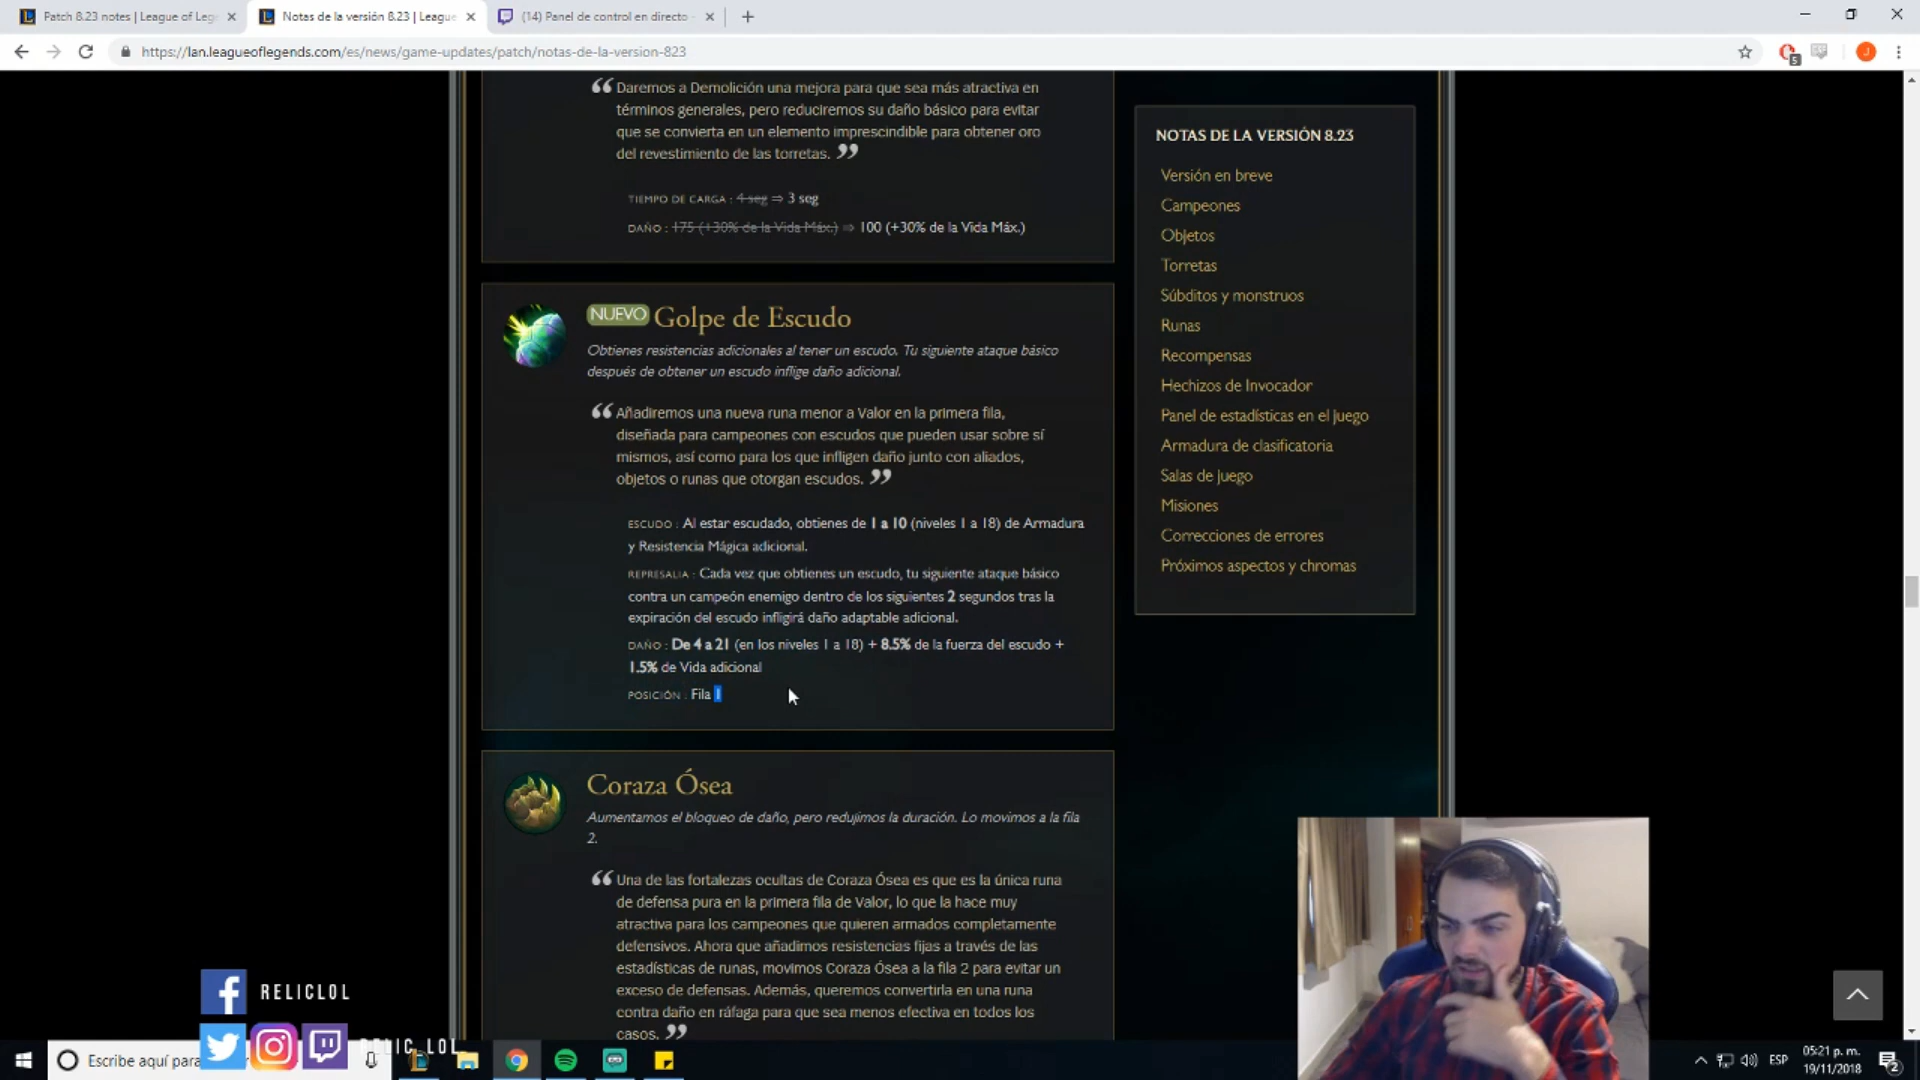 Patch 8.23 notes | League of Leg
Notas de la versión 8.23 | League
(14) Panel de control en directo
https://lan.leagueoflegends.com/es/news/game-updates/patch/notas-de-la-version-823
Daremos a Demolición una mejora para que sea más atractiva en
términos generales, pero reduciremos su daño básico para evitar
que se convierta en un elemento imprescindible para obtener oro
del revestimiento de las torretas.
TIEMPO DE CARGA : 4 seg ⇒ 3 seg
DAÑO : 175 (+30% de la Vida Máx.) ⇒ 100 (+30% de la Vida Máx.)
NUEVO Golpe de Escudo
Obtienes resistencias adicionales al tener un escudo. Tu siguiente ataque básico
después de obtener un escudo inflige daño adicional.
Añadiremos una nueva runa menor a Valor en la primera fila,
diseñada para campeones con escudos que pueden usar sobre sí
mismos, así como para los que infligen daño junto con aliados,
objetos o runas que otorgan escudos.
ESCUDO : Al estar escudado, obtienes de 1 a 10 (niveles 1 a 18) de Armadura
y Resistencia Mágica adicional.
REPRESALIA : Cada vez que obtienes un escudo, tu siguiente ataque básico
contra un campeón enemigo dentro de los siguientes 2 segundos tras la
expiración del escudo infligirá daño adaptable adicional.
DAÑO : De 4 a 21 (en los niveles 1 a 18) + 8.5% de la fuerza del escudo +
1.5% de Vida adicional
POSICIÓN : Fila 1
Coraza Ósea
Aumentamos el bloqueo de daño, pero redujimos la duración. Lo movimos a la fila
2.
Una de las fortalezas ocultas de Coraza Ósea es que es la única runa
de defensa pura en la primera fila de Valor, lo que la hace muy
atractiva para los campeones que quieren armados completamente
defensivos. Ahora que añadimos resistencias fijas a través de las
estadísticas de runas, movimos Coraza Ósea a la fila 2 para evitar un
exceso de defensas. Además, queremos convertirla en una runa
contra daño en ráfaga para que sea menos efectiva en todos los
casos.
NOTAS DE LA VERSIÓN 8.23
Versión en breve
Campeones
Objetos
Torretas
Súbditos y monstruos
Runas
Recompensas
Hechizos de Invocador
Panel de estadísticas en el juego
Armadura de clasificatoria
Salas de juego
Misiones
Correcciones de errores
Próximos aspectos y chromas
RELICLOL
RELIC_LOL
Escribe aquí para
ESP
05:21 p. m.
19/11/2018
2
5
J